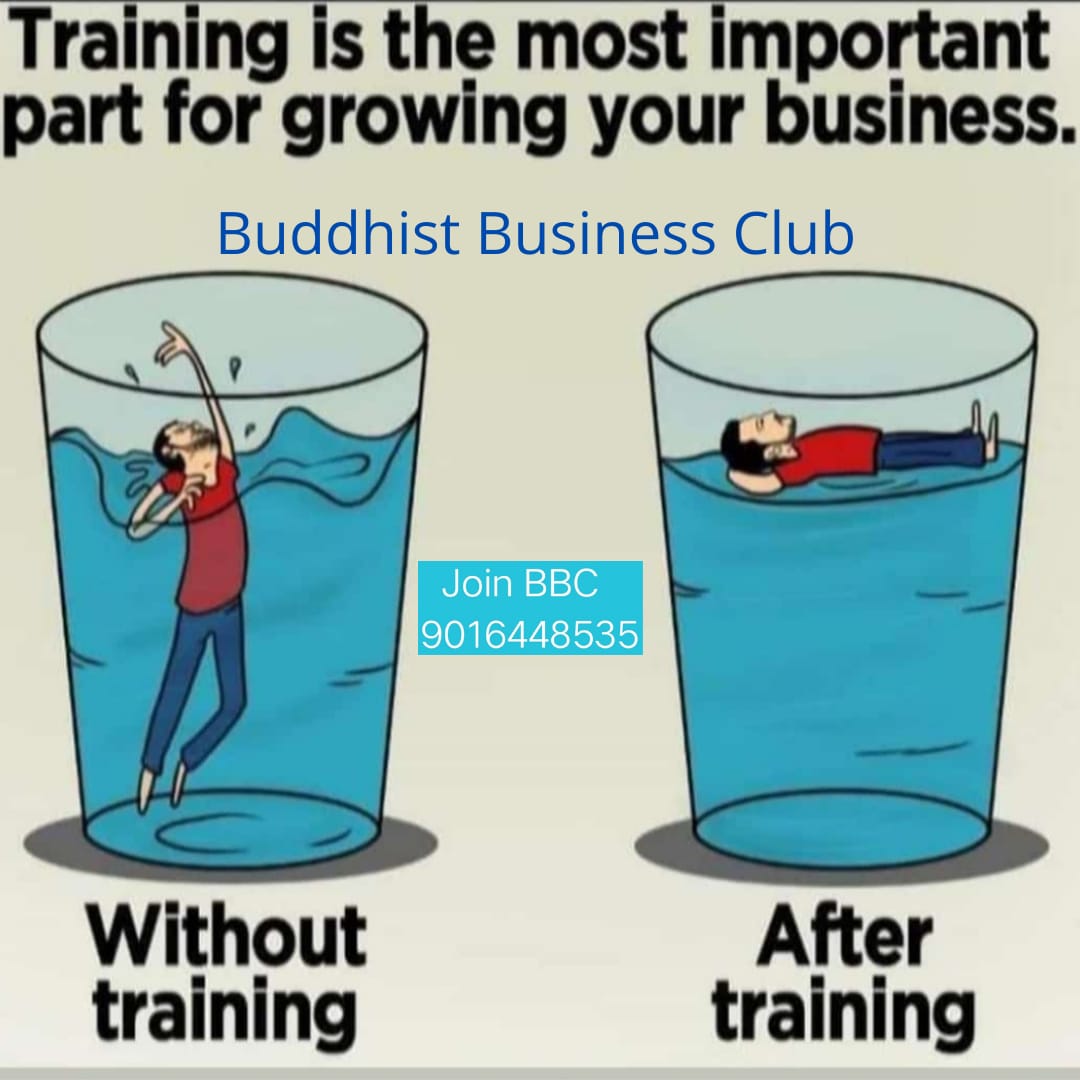 Training is the most important
part for growing your business.
Buddhist Business Club
Join BBC
9016448535
Without
training
After
training